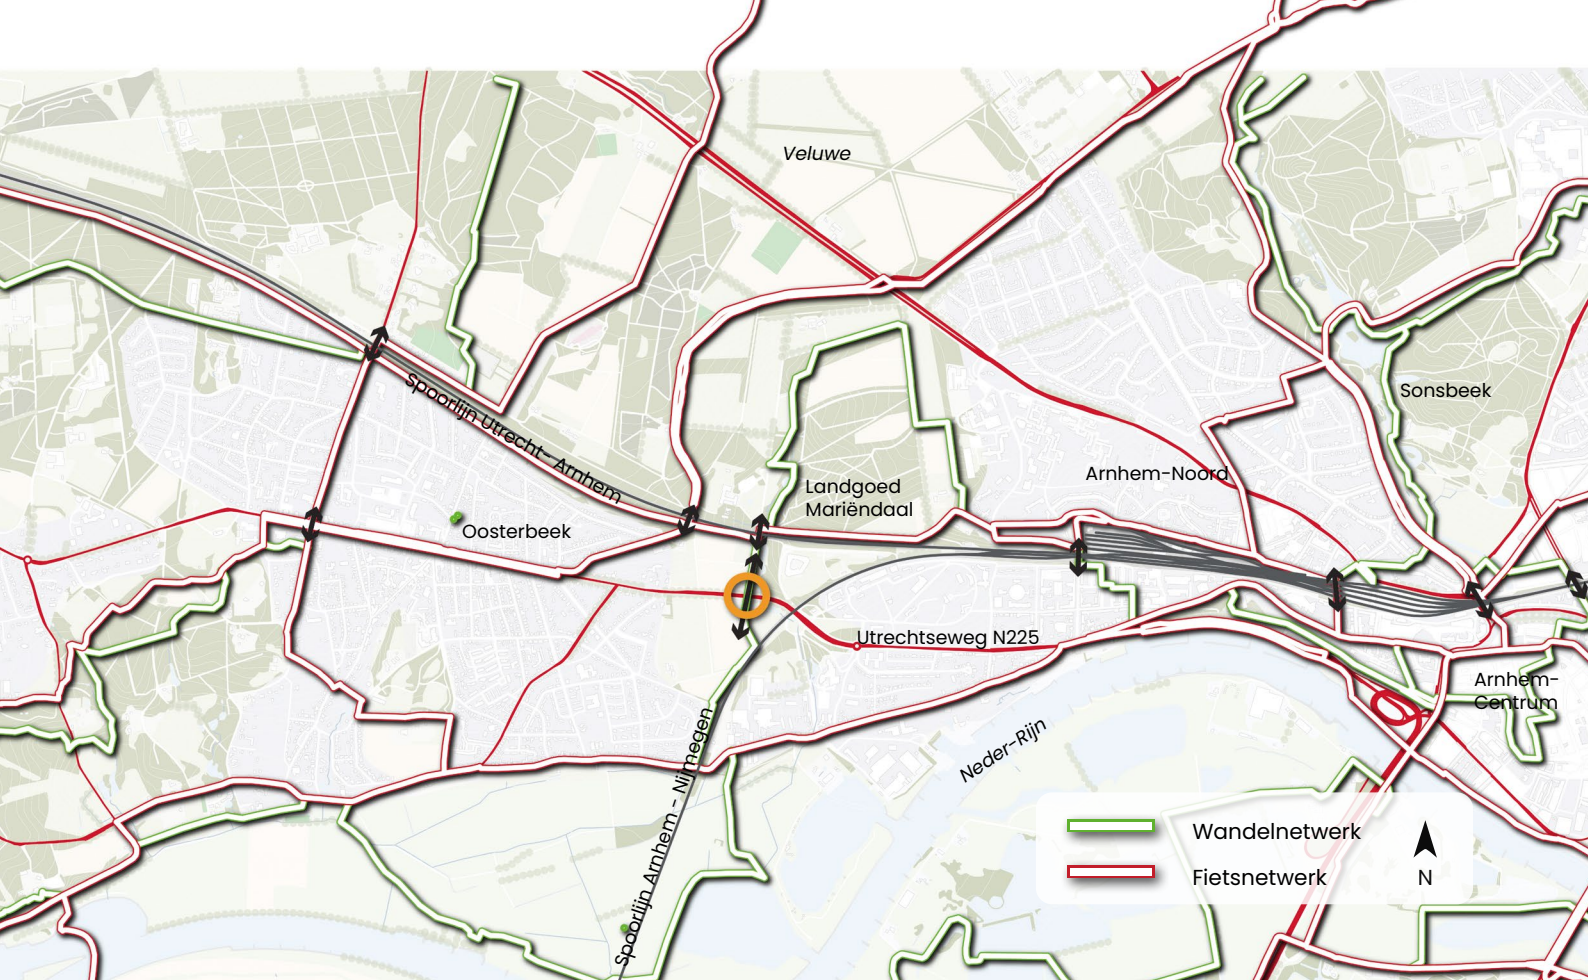 Veluwe
Spoorlijn Utrecht - Arnhem
Sonsbeek
Arnhem-Noord
Landgoed
Mariëndaal
Oosterbeek
Utrechtseweg N225
Arnhem-
Centrum
Neder-Rijn
Spoorlijn Arnhem - Nijmegen
Wandelnetwerk
Fietsnetwerk
N